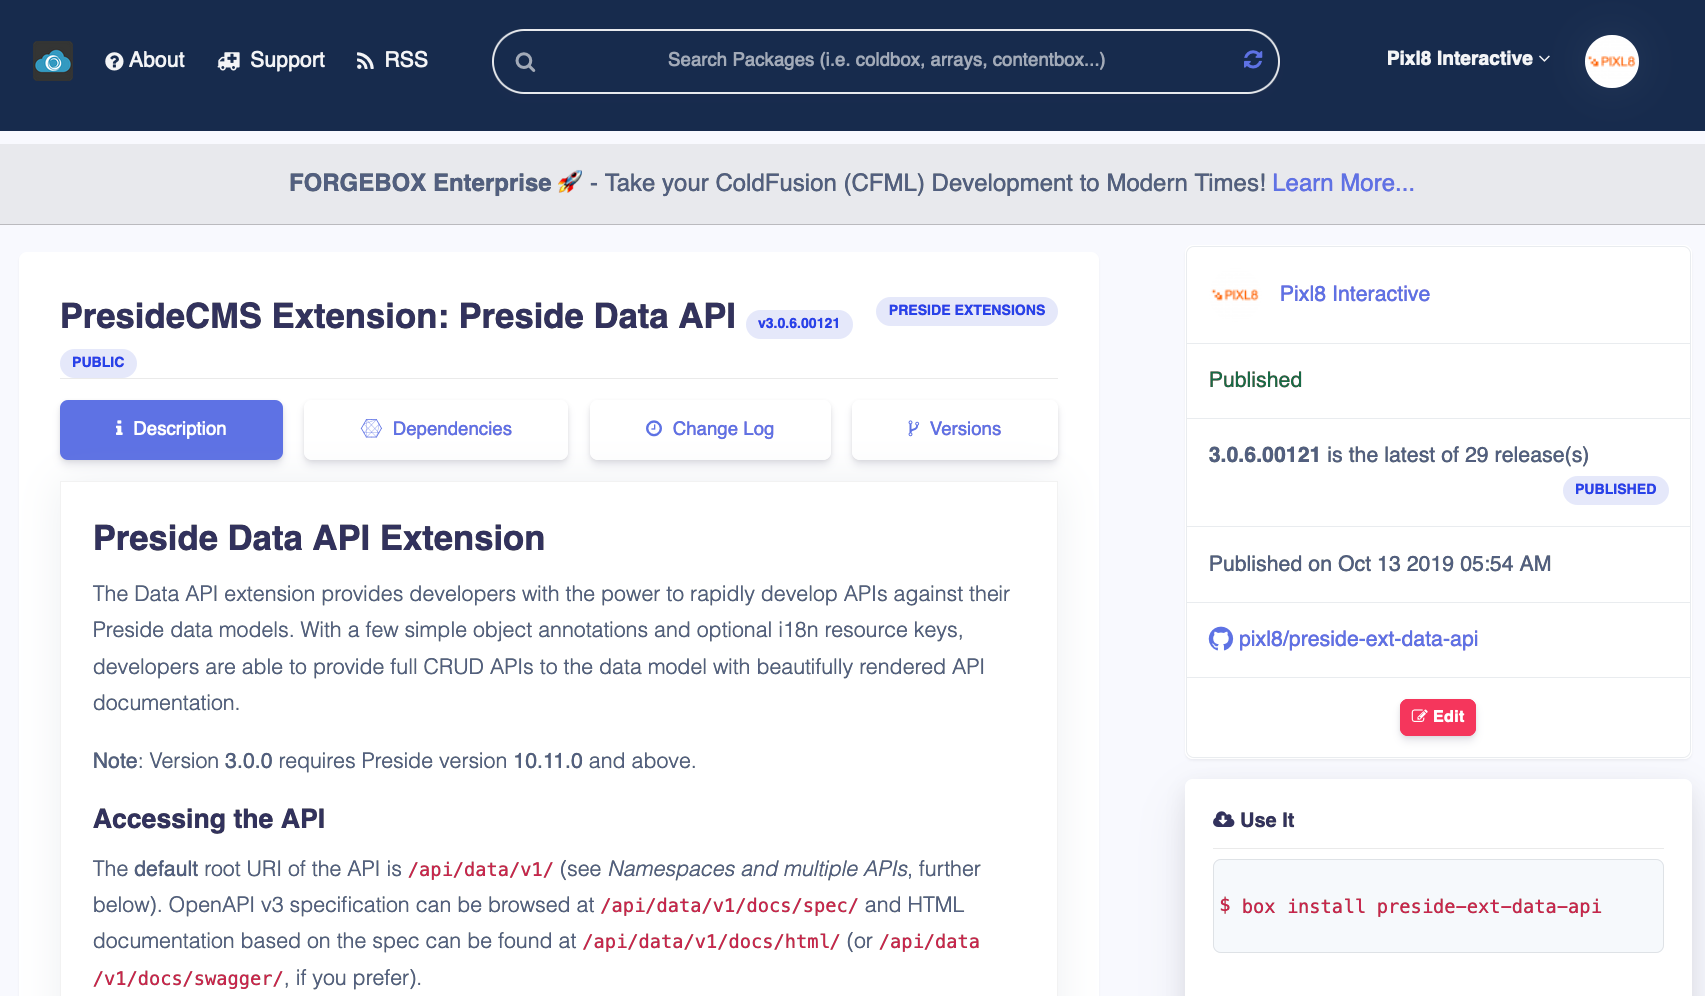 About Support RSS
Search Packages (i.e. coldbox, arrays, contentbox...)
Pixl8 Interactive
PIXL8
FORGEBOX Enterprise 🚀 - Take your ColdFusion (CFML) Development to Modern Times! Learn More...
PresideCMS Extension: Preside Data API v3.0.6.00121 PRESIDE EXTENSIONS
PUBLIC
Description Dependencies Change Log Versions
Preside Data API Extension
The Data API extension provides developers with the power to rapidly develop APIs against their
Preside data models. With a few simple object annotations and optional i18n resource keys,
developers are able to provide full CRUD APIs to the data model with beautifully rendered API
documentation.
Note: Version 3.0.0 requires Preside version 10.11.0 and above.
Accessing the API
The default root URI of the API is /api/data/v1/ (see Namespaces and multiple APIs, further
below). OpenAPI v3 specification can be browsed at /api/data/v1/docs/spec/ and HTML
documentation based on the spec can be found at /api/data/v1/docs/html/ (or /api/data
/v1/docs/swagger/, if you prefer).
PIXL8 Pixl8 Interactive
Published
3.0.6.00121 is the latest of 29 release(s)
PUBLISHED
Published on Oct 13 2019 05:54 AM
pixl8/preside-ext-data-api
Edit
Use It
$ box install preside-ext-data-api